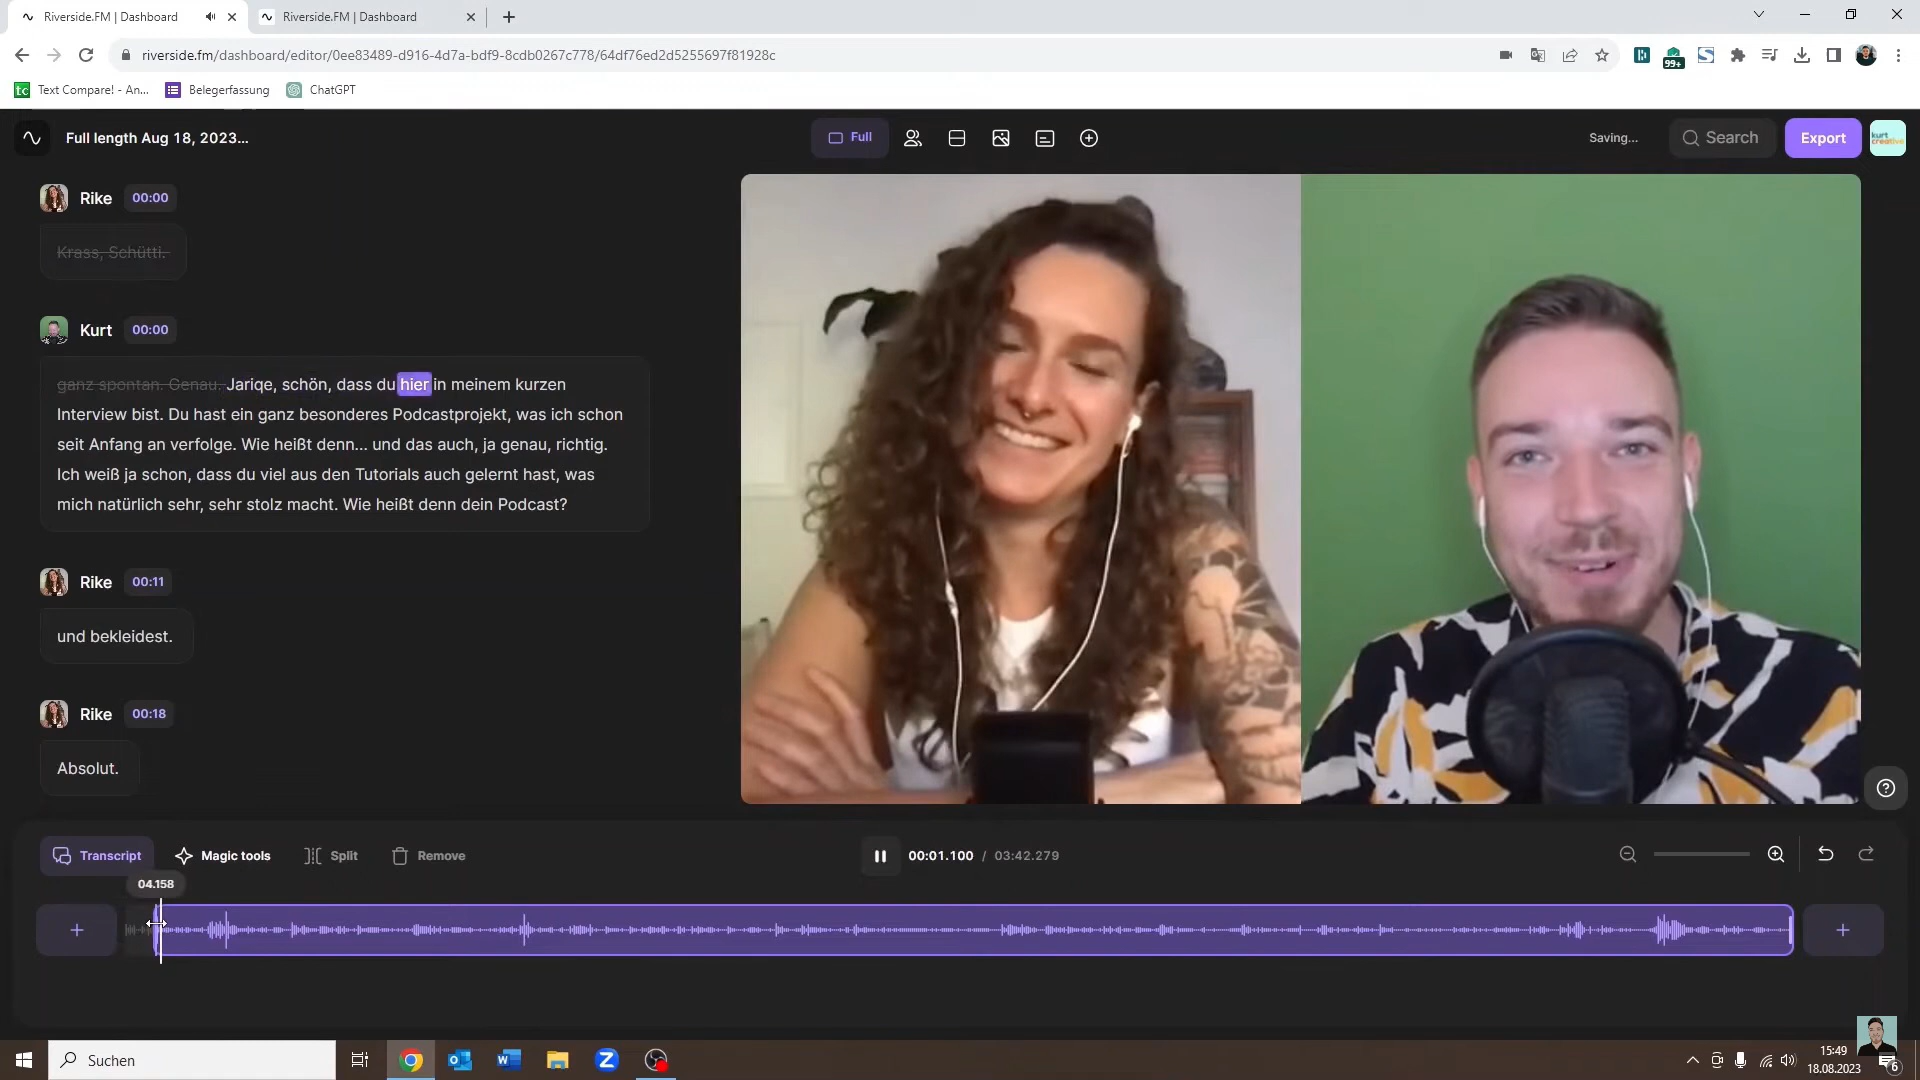 Riverside.FM | Dashboard
Riverside.FM | Dashboard
riverside.fm/dashboard/editor/0ee83489-d916-4d7a-bdf9-8cdb0267c778/64df76ed2d5255697f81928c
99+
tc Text Compare! - An...
Belegerfassung
ChatGPT
Full length Aug 18, 2023...
Full
Saving...
Search
Export
kurt creative
Rike 00:00
Krass, Schütti.
Kurt 00:00
ganz spontan. Genau. Jariqe, schön, dass du hier in meinem kurzen
Interview bist. Du hast ein ganz besonderes Podcastprojekt, was ich schon
seit Anfang an verfolge. Wie heißt denn... und das auch, ja genau, richtig.
Ich weiß ja schon, dass du viel aus den Tutorials auch gelernt hast, was
mich natürlich sehr, sehr stolz macht. Wie heißt denn dein Podcast?
Rike 00:11
und bekleidest.
Rike 00:18
Absolut.
Transcript
Magic tools
Split
Remove
00:01.100 / 03:42.279
04.158
Suchen
15:49
18.08.2023
6